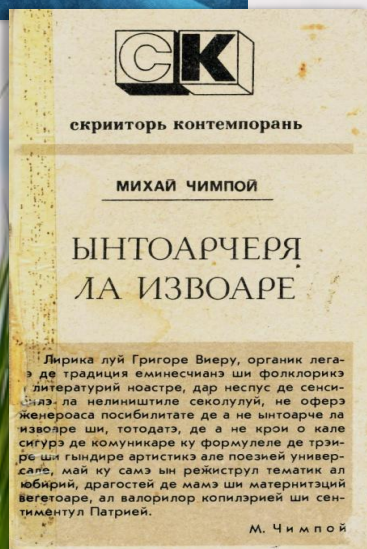 СК
скрииторь контемпорань
МИХАЙ ЧИМПОЙ
ЫНТОАРЧЕРЯ
ЛА ИЗВОАРЕ
Лирика луй Григоре Виеру, органик лега-
э де традиция еминесчианэ ши фолклорикэ
литературий ноастре, дар неспус де сенси-
билэ ла нелиништиле секолулуй, не оферэ
женероаса посибилитате де а не ынтоарче ла
извоаре ши, тотодатэ, де а не крои о кале
сигурэ де комуникаре ку формулеле де трэи-
ре ши гындире артистикэ але поезией универ-
сале, май ку самэ ын режиструл тематик ал
юбирий, драгостей де мамэ ши матернитэций
веӂетоаре, ал валорилор копилэрией ши сен-
тиментул Патрией.
М. Чимпой